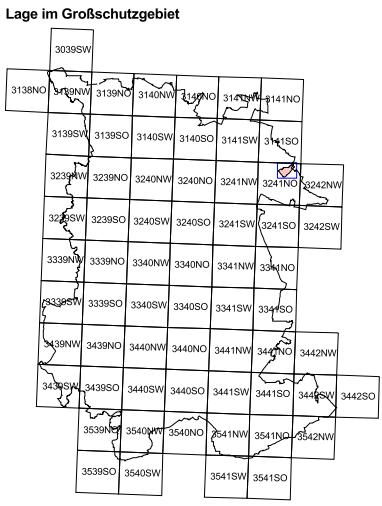 Lage im Großschutzgebiet
3039SW
3138NO 3139NW 3139NO 3140NW 3140NO 3141NW 3141NO
3139SW 3139SO 3140SW 3140SO 3141SW 3141SO
3239NW 3239NO 3240NW 3240NO 3241NW 3241NO 3242NW
3239SW 3239SO 3240SW 3240SO 3241SW 3241SO 3242SW
3339NW 3339NO 3340NW 3340NO 3341NW 3341NO
3339SW 3339SO 3340SW 3340SO 3341SW 3341SO
3439NW 3439NO 3440NW 3440NO 3441NW 3441NO 3442NW
3439SW 3439SO 3440SW 3440SO 3441SW 3441SO 3442SW 3442SO
3539NO 3540NW 3540NO 3541NW 3541NO 3542NW
3539SO 3540SW 3541SW 3541SO